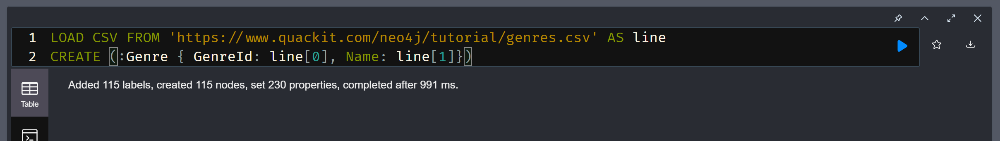 1 LOAD CSV FROM 'https://www.quackit.com/neo4j/tutorial/genres.csv' AS line
2 CREATE (:Genre { GenreId: line[0], Name: line[1]})
Added 115 labels, created 115 nodes, set 230 properties, completed after 991 ms.
Table